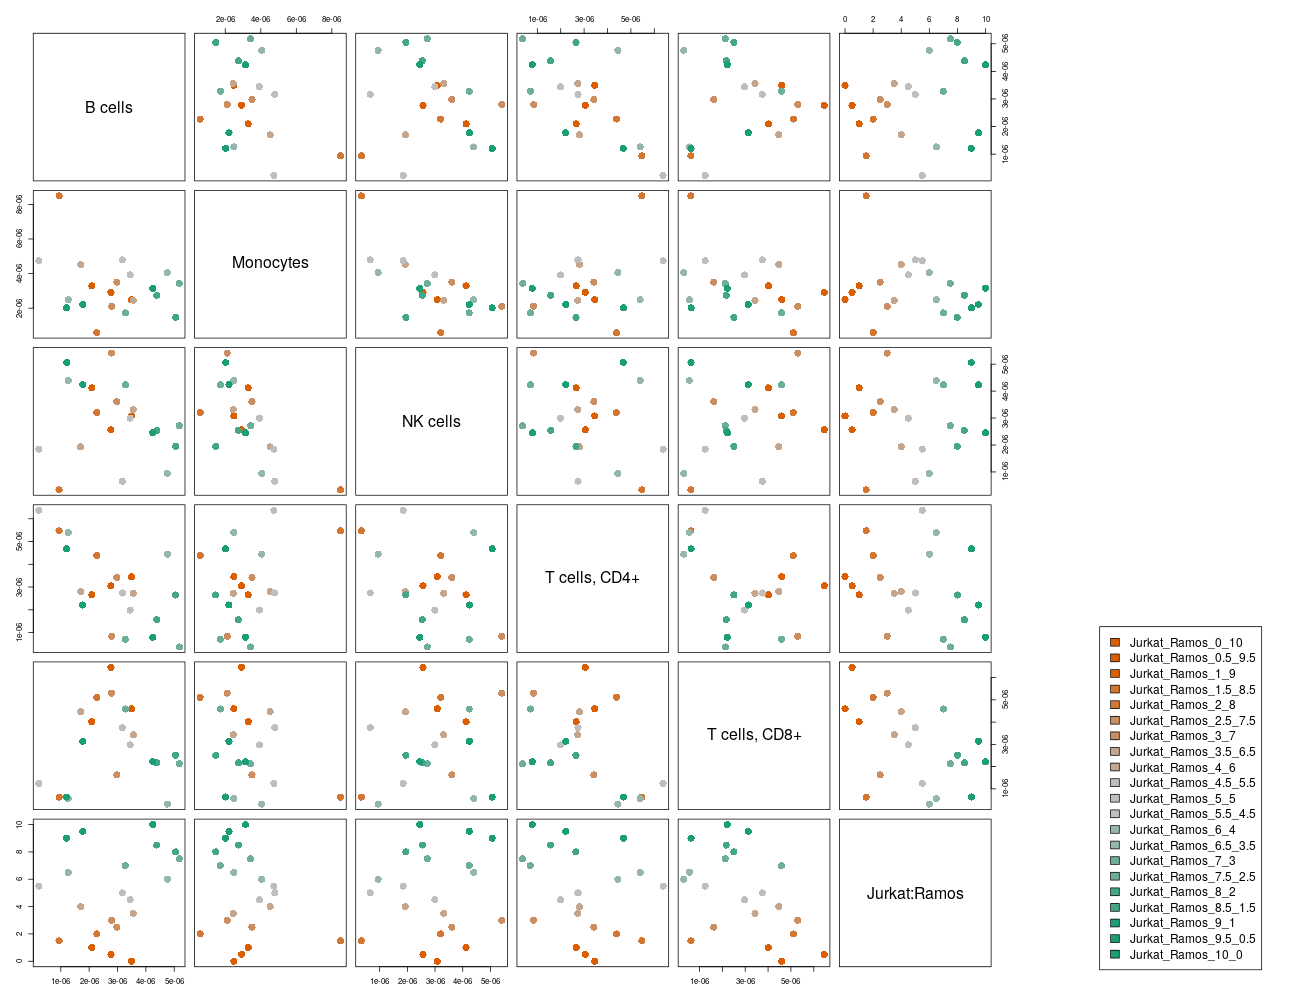 2e-06 4e-06 6e-06 8e-06 1e-06 3e-06 5e-06 0 2 4 6 8 10
B cells
1e-06 2e-06 3e-06 4e-06 5e-06
2e-06 4e-06 6e-06 8e-06
Monocytes
NK cells
1e-06 2e-06 3e-06 4e-06 5e-06
1e-06 3e-06 5e-06
T cells, CD4+
T cells, CD8+
1e-06 3e-06 5e-06
0 2 4 6 8 10
Jurkat:Ramos
1e-06 2e-06 3e-06 4e-06 5e-06 1e-06 2e-06 3e-06 4e-06 5e-06 1e-06 3e-06 5e-06
Jurkat_Ramos_0_10
Jurkat_Ramos_0.5_9.5
Jurkat_Ramos_1_9
Jurkat_Ramos_1.5_8.5
Jurkat_Ramos_2_8
Jurkat_Ramos_2.5_7.5
Jurkat_Ramos_3_7
Jurkat_Ramos_3.5_6.5
Jurkat_Ramos_4_6
Jurkat_Ramos_4.5_5.5
Jurkat_Ramos_5_5
Jurkat_Ramos_5.5_4.5
Jurkat_Ramos_6_4
Jurkat_Ramos_6.5_3.5
Jurkat_Ramos_7_3
Jurkat_Ramos_7.5_2.5
Jurkat_Ramos_8_2
Jurkat_Ramos_8.5_1.5
Jurkat_Ramos_9_1
Jurkat_Ramos_9.5_0.5
Jurkat_Ramos_10_0